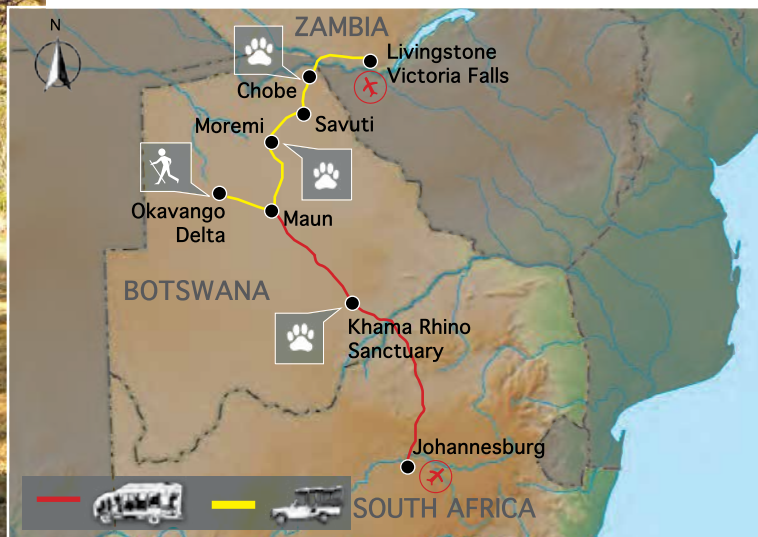 N
ZAMBIA
Livingstone
Victoria Falls
Chobe
Savuti
Moremi
Okavango
Delta
Maun
BOTSWANA
Khama Rhino
Sanctuary
Johannesburg
SOUTH AFRICA